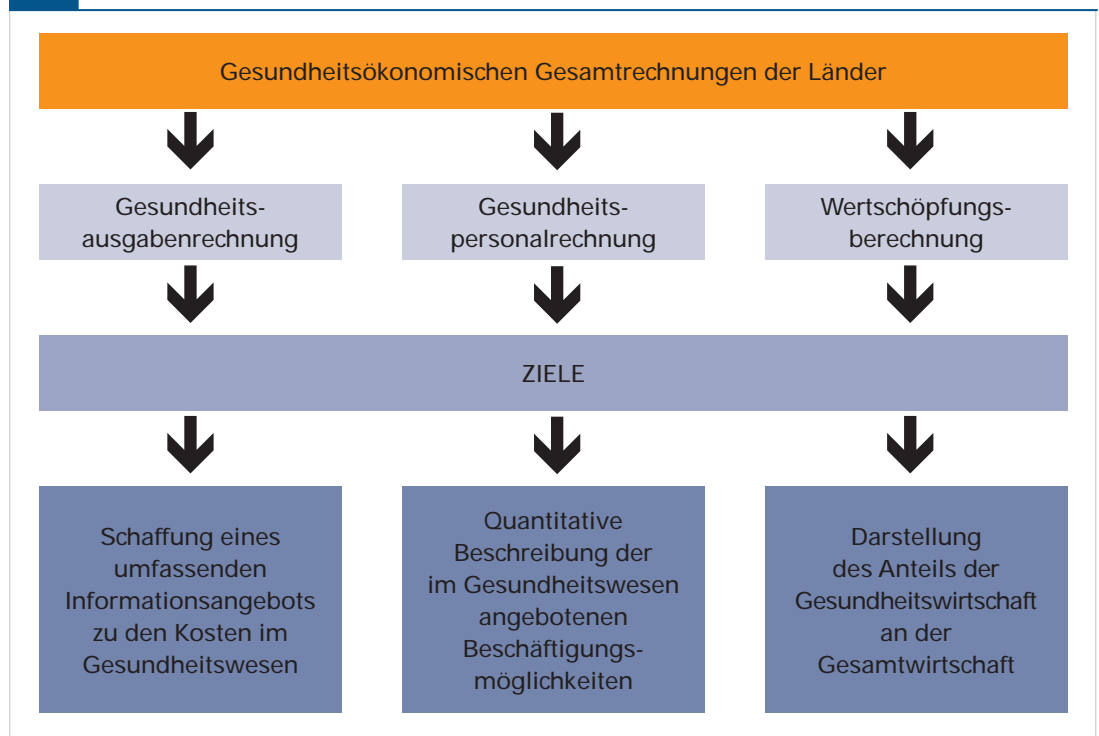 Gesundheitsökonomischen Gesamtrechnungen der Länder
Gesundheits-
ausgabenrechnung
Gesundheits-
personalrechnung
Wertschöpfungs-
berechnung
ZIELE
Schaffung eines
umfassenden
Informationsangebots
zu den Kosten im
Gesundheitswesen
Quantitative
Beschreibung der
im Gesundheitswesen
angebotenen
Beschäftigungs-
möglichkeiten
Darstellung
des Anteils der
Gesundheitswirtschaft
an der
Gesamtwirtschaft